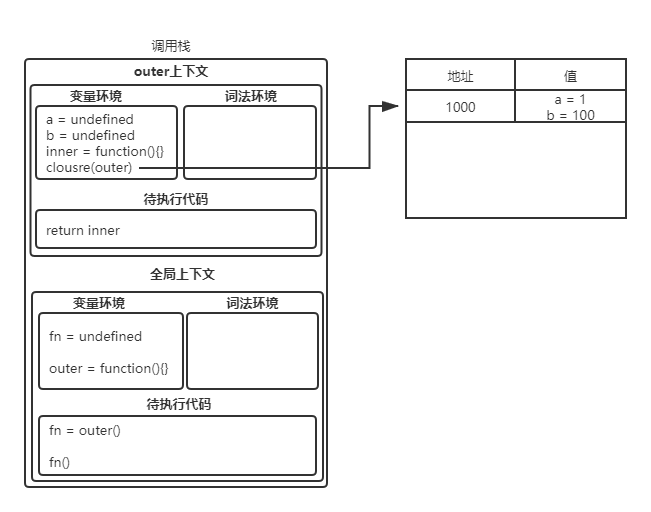 调用栈
outer上下文
变量环境
词法环境
a = undefined
b = undefined
inner = function(){}
clousre(outer)
待执行代码
return inner
全局上下文
变量环境
词法环境
fn = undefined
outer = function(){}
待执行代码
fn = outer()
fn()
地址
值
1000
a = 1
b = 100